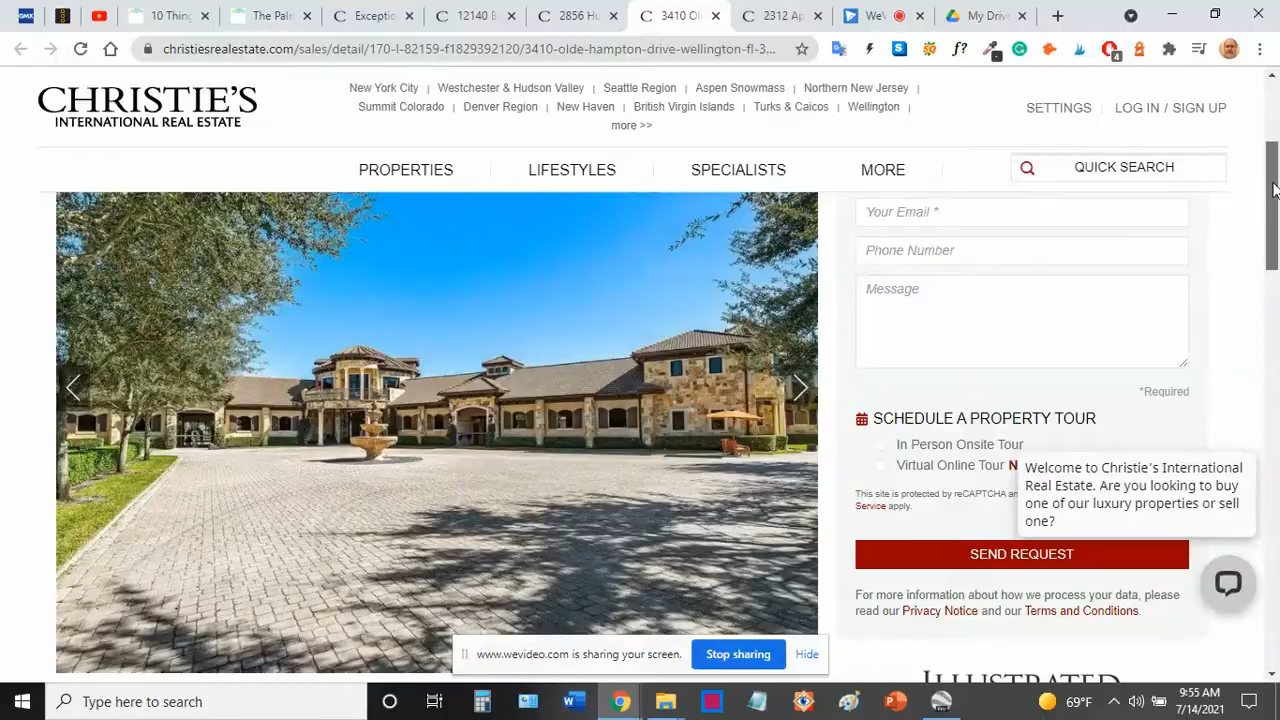 10 Thing
The Palm
Exceptio
12140 I
2856 Hu
3410 Ol
2312 Ap
WeV
My Drive
christiesrealestate.com/sales/detail/170-l-82159-f1829392120/3410-olde-hampton-drive-wellington-fl-3...
CHRISTIE'S
INTERNATIONAL REAL ESTATE
New York City | Westchester & Hudson Valley | Seattle Region | Aspen Snowmass | Northern New Jersey |
Summit Colorado | Denver Region | New Haven | British Virgin Islands | Turks & Caicos | Wellington |
more >>
SETTINGS
LOG IN / SIGN UP
PROPERTIES
LIFESTYLES
SPECIALISTS
MORE
QUICK SEARCH
Your Email *
Phone Number
Message
*Required
SCHEDULE A PROPERTY TOUR
In Person Onsite Tour
Virtual Online Tour N
This site is protected by reCAPTCHA an
Service apply.
Welcome to Christie's International
Real Estate. Are you looking to buy
one of our luxury properties or sell
one?
SEND REQUEST
For more information about how we process your data, please
read our Privacy Notice and our Terms and Conditions.
ILLUSTRATED
www.wevideo.com is sharing your screen.
Stop sharing
Hide
Type here to search
69°F
9:55 AM
7/14/2021